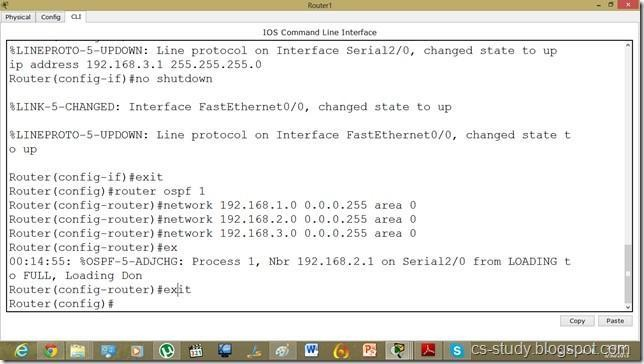 Router1
Physical Config CLI
IOS Command Line Interface
%LINEPROTO-5-UPDOWN: Line protocol on Interface Serial2/0, changed state to up
ip address 192.168.3.1 255.255.255.0
Router(config-if)#no shutdown
%LINK-5-CHANGED: Interface FastEthernet0/0, changed state to up
%LINEPROTO-5-UPDOWN: Line protocol on Interface FastEthernet0/0, changed state t
o up
Router(config-if)#exit
Router(config)#router ospf 1
Router(config-router)#network 192.168.1.0 0.0.0.255 area 0
Router(config-router)#network 192.168.2.0 0.0.0.255 area 0
Router(config-router)#network 192.168.3.0 0.0.0.255 area 0
Router(config-router)#ex
00:14:55: %OSPF-5-ADJCHG: Process 1, Nbr 192.168.2.1 on Serial2/0 from LOADING t
o FULL, Loading Don
Router(config-router)#exit
Router(config)#
Copy Paste
cs-study.blogspot.com